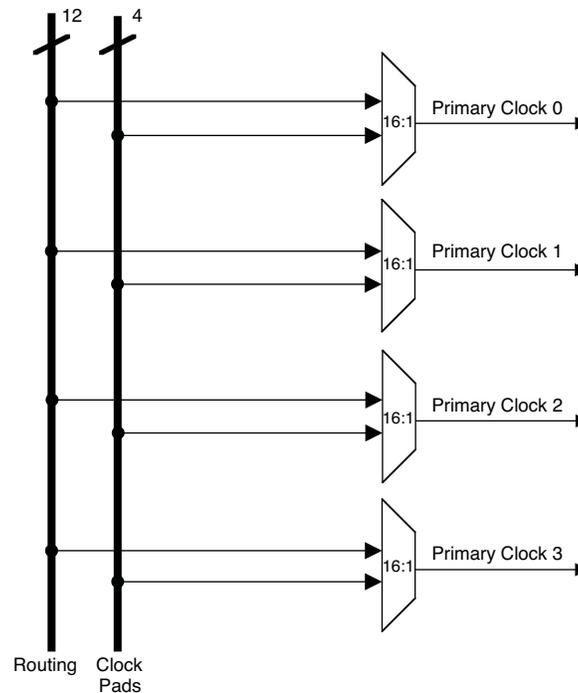 12
4
Primary Clock 0
16:1
Primary Clock 1
16:1
Primary Clock 2
16:1
Primary Clock 3
16:1
Routing
Clock
Pads